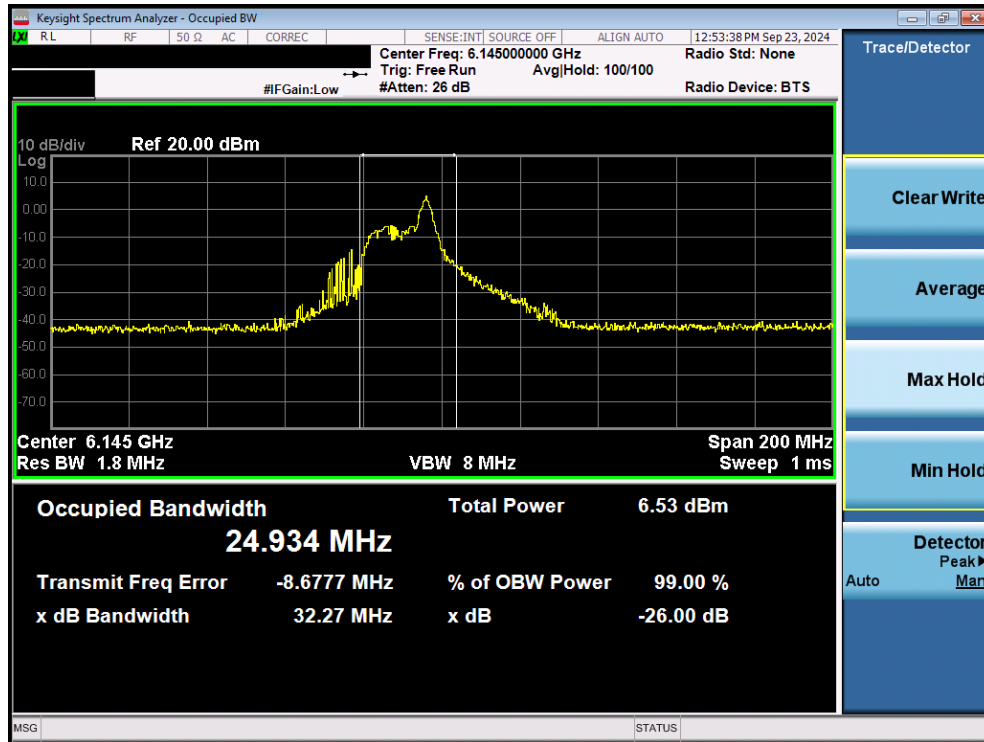 Keysight Spectrum Analyzer - Occupied BW
LXI RL RF 50 Ω AC CORREC SENSE:INT SOURCE OFF ALIGN AUTO 12:53:38 PM Sep 23, 2024
Center Freq: 6.145000000 GHz Radio Std: None
Trig: Free Run Avg|Hold: 100/100
#IFGain:Low #Atten: 26 dB Radio Device: BTS
10 dB/div Ref 20.00 dBm
Log
10.0
0.00
-10.0
-20.0
-30.0
-40.0
-50.0
-60.0
-70.0
Center 6.145 GHz Span 200 MHz
Res BW 1.8 MHz VBW 8 MHz Sweep 1 ms
Occupied Bandwidth Total Power 6.53 dBm
24.934 MHz
Transmit Freq Error -8.6777 MHz % of OBW Power 99.00 %
x dB Bandwidth 32.27 MHz x dB -26.00 dB
MSG STATUS
Trace/Detector
Clear Write
Average
Max Hold
Min Hold
Detector
Peak
Auto Man